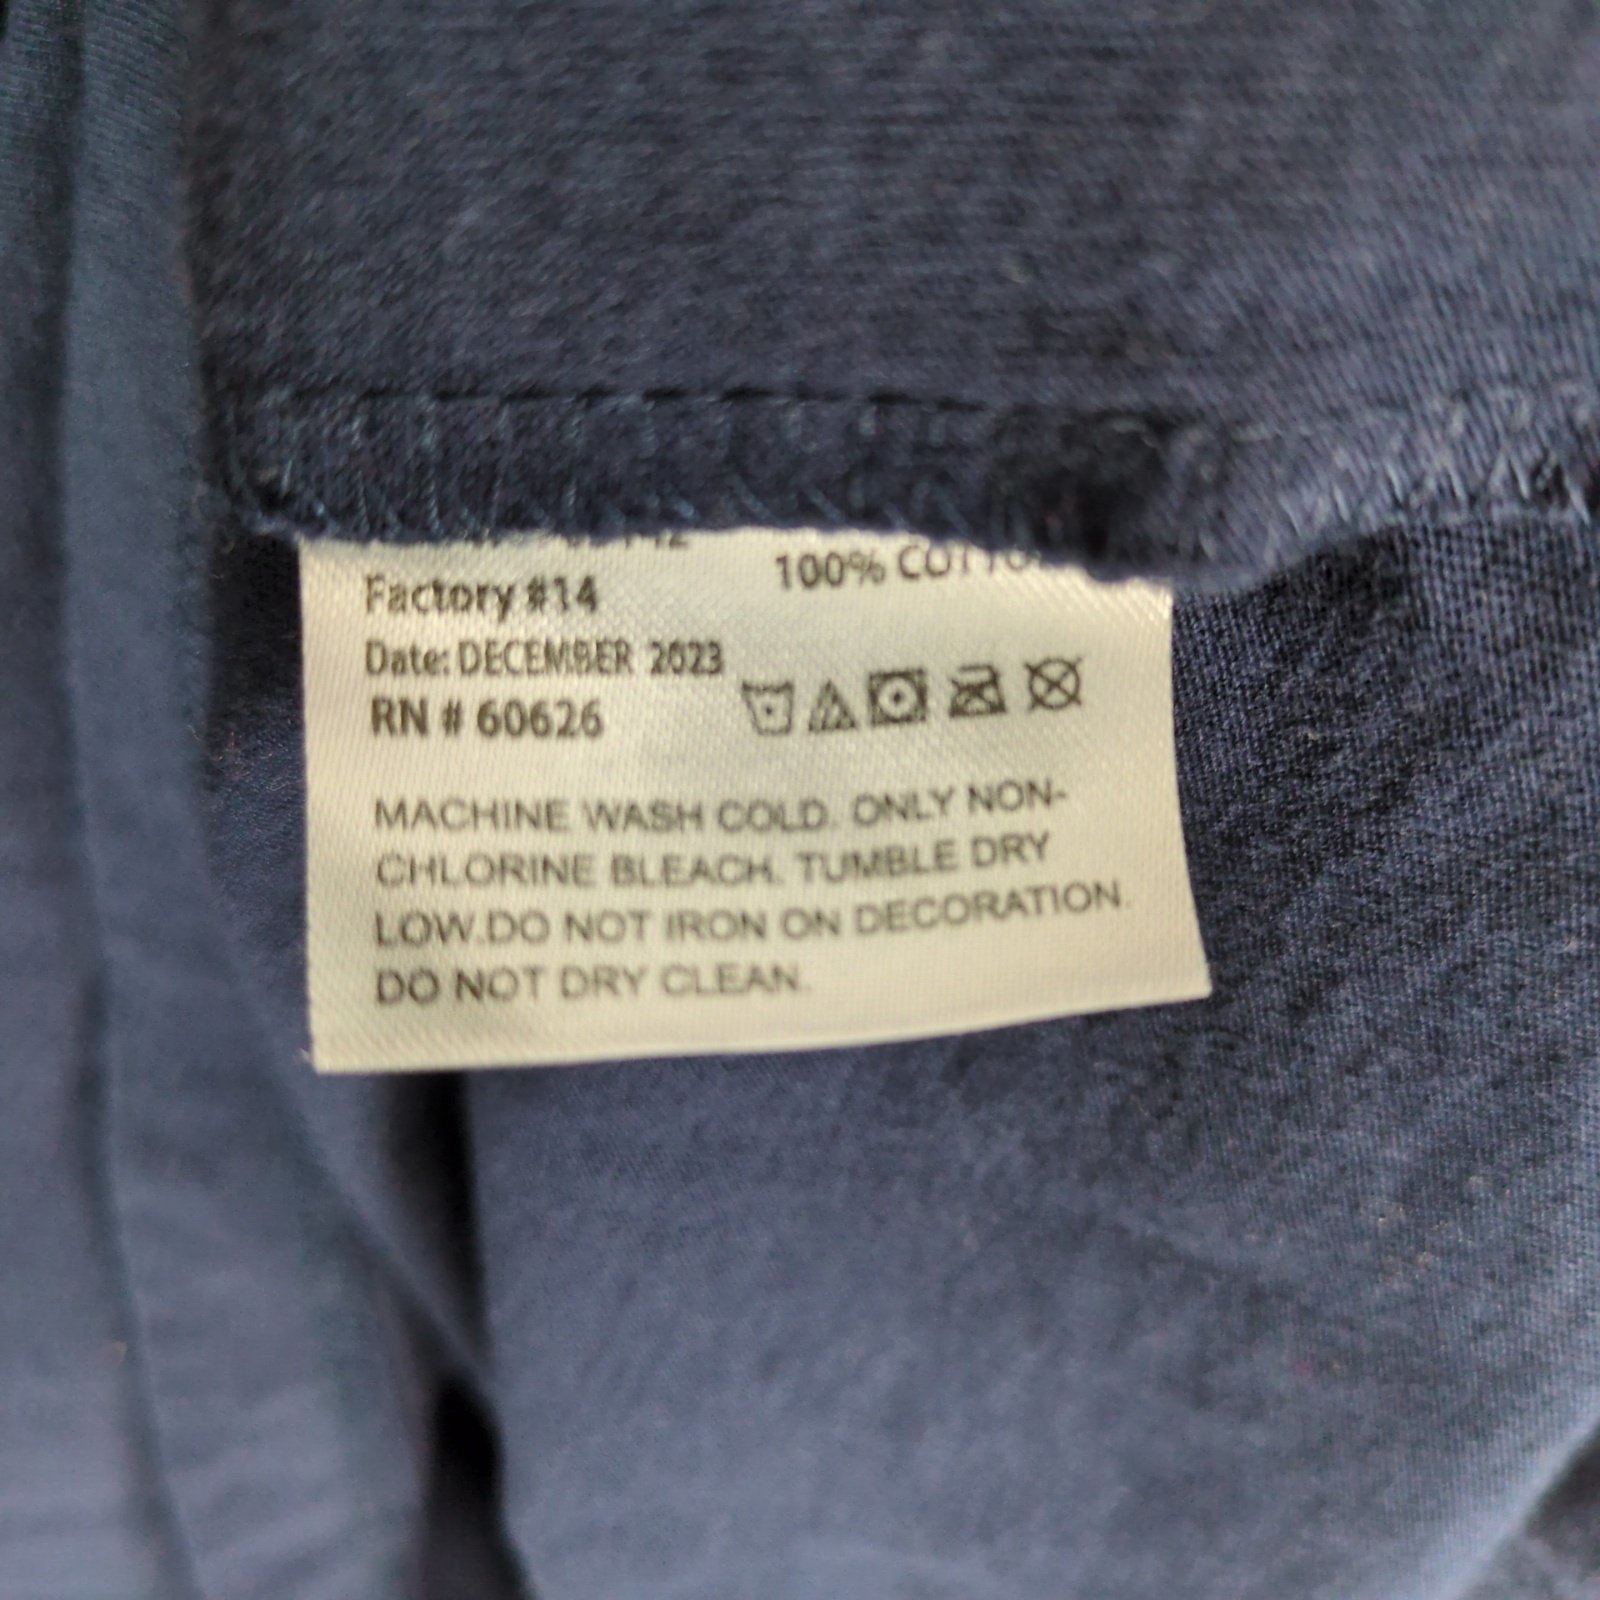 100% COTTO
Factory #14
Date: DECEMBER 2023
RN # 60626
MACHINE WASH COLD. ONLY NON-
CHLORINE BLEACH. TUMBLE DRY
LOW.DO NOT IRON ON DECORATION.
DO NOT DRY CLEAN.